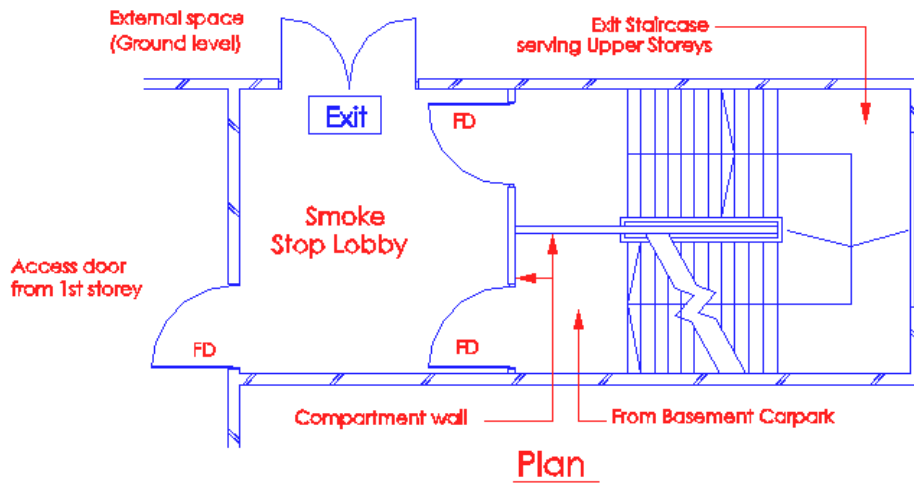 External space
(Ground level)
Exit Staircase
serving Upper Storeys
Exit
FD
Smoke
Stop Lobby
Access door
from 1st storey
FD
FD
Compartment wall
From Basement Carpark
Plan